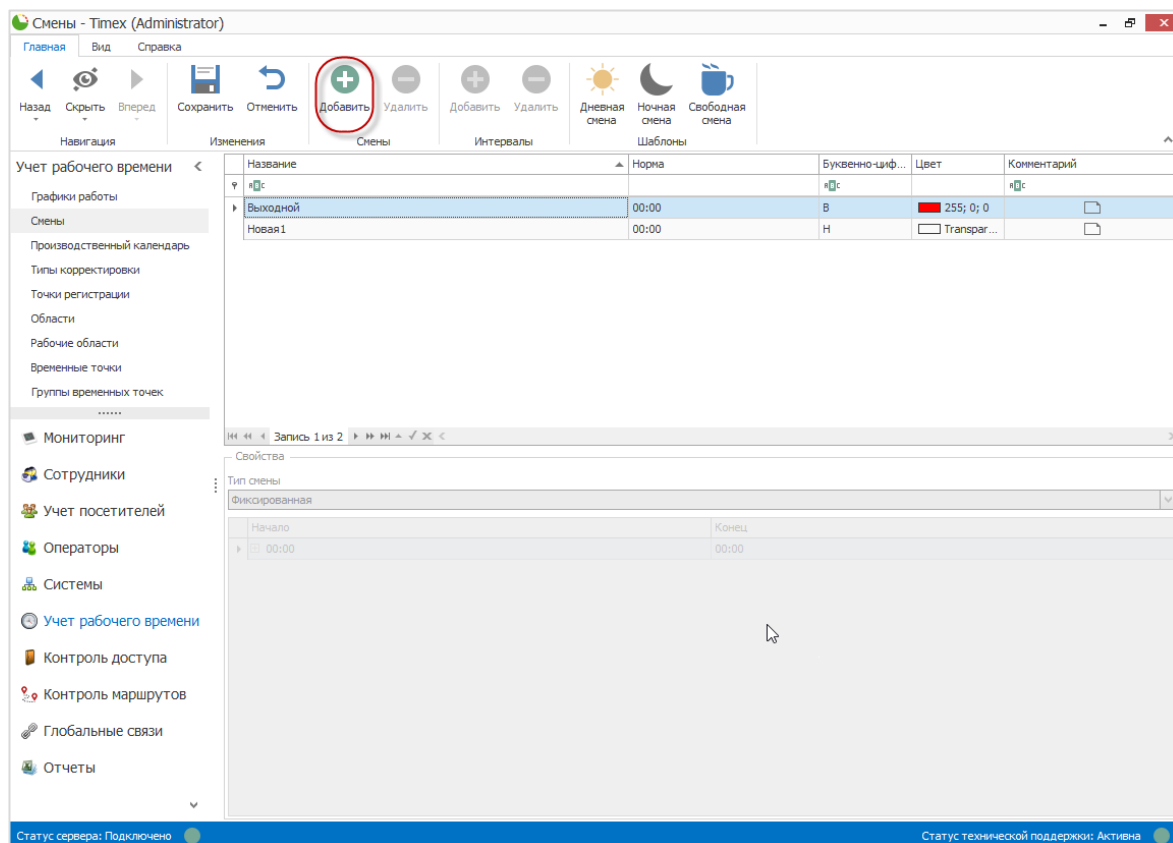 Смены - Timex (Administrator)
Главная Вид Справка
Назад Скрыть Вперед Сохранить Отменить Добавить Удалить Добавить Удалить Дневная смена Ночная смена Свободная смена
Навигация Изменения Смены Интервалы Шаблоны
Учет рабочего времени
Графики работы
Смены
Производственный календарь
Типы корректировки
Точки регистрации
Области
Рабочие области
Временные точки
Группы временных точек
Мониторинг
Сотрудники
Учет посетителей
Операторы
Системы
Учет рабочего времени
Контроль доступа
Контроль маршрутов
Глобальные связи
Отчеты
Название Норма Буквенно-циф... Цвет Комментарий
Выходной 00:00 В 255; 0; 0
Новая1 00:00 Н Transpar...
Запись 1 из 2
Свойства
Тип смены
Фиксированная
Начало Конец
00:00 00:00
Статус сервера: Подключено Статус технической поддержки: Активна